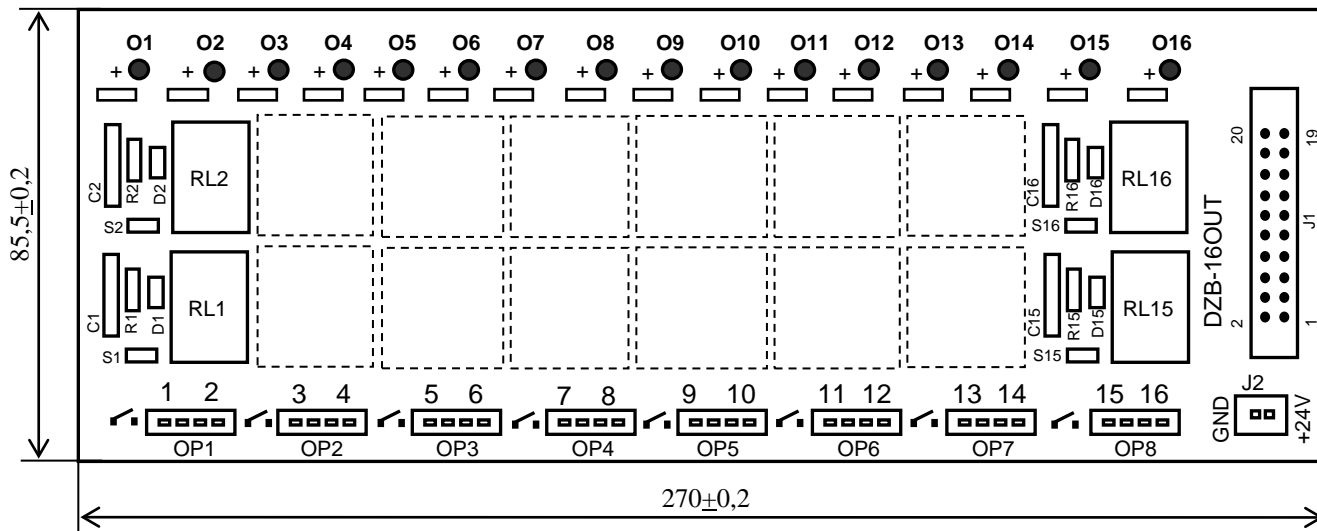 O1 O2 O3 O4 O5 O6 O7 O8 O9 O10 O11 O12 O13 O14 O15 O16
+ + + + + + + + + + + + + + + +
C2 R2 D2 RL2 C16 R16 D16 RL16 20 19
S2 S16
85,5±0,2
DZB-16OUT J1
C1 R1 D1 RL1 C15 R15 D15 RL15 2 1
S1 S15
1 2 3 4 5 6 7 8 9 10 11 12 13 14 15 16 J2
GND +24V
OP1 OP2 OP3 OP4 OP5 OP6 OP7 OP8
270±0,2